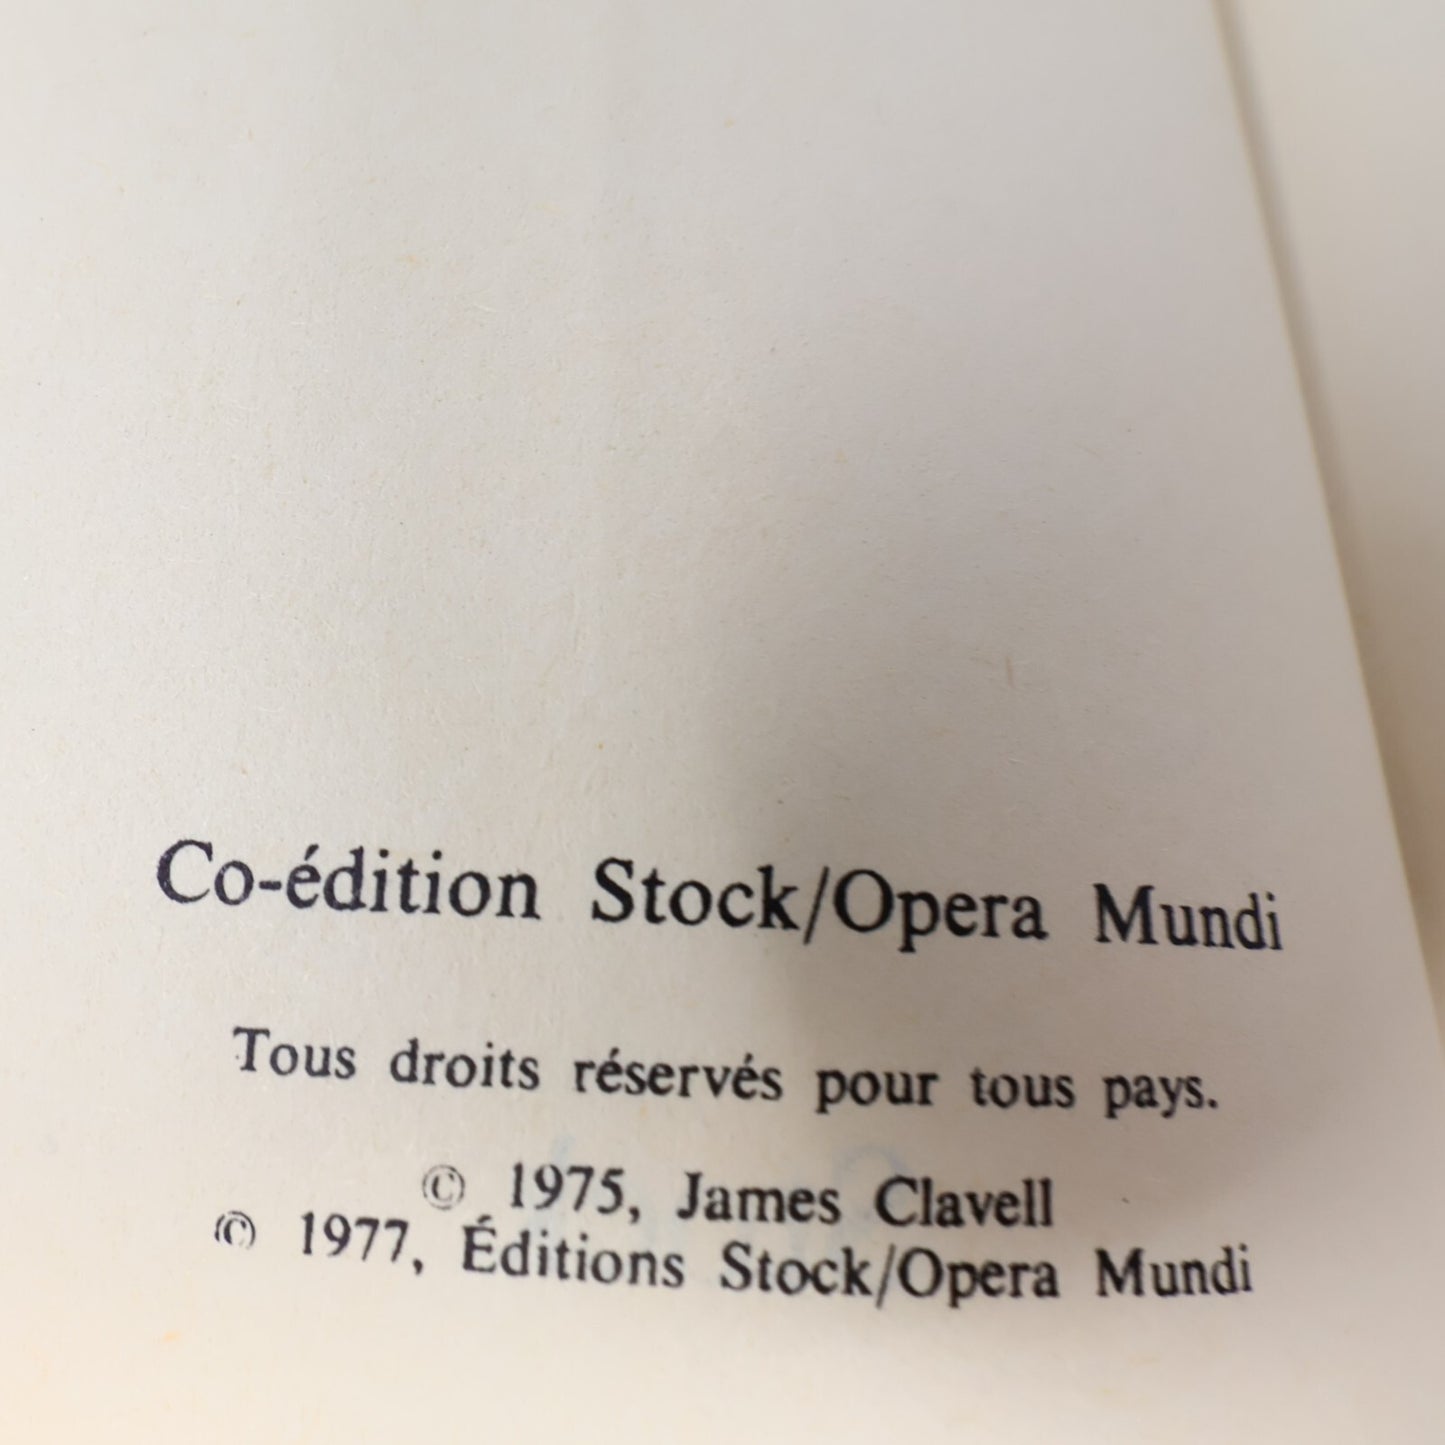 Co-édition Stock/Opera Mundi
Tous droits réservés pour tous pays.
© 1975, James Clavell
© 1977, Éditions Stock/Opera Mundi